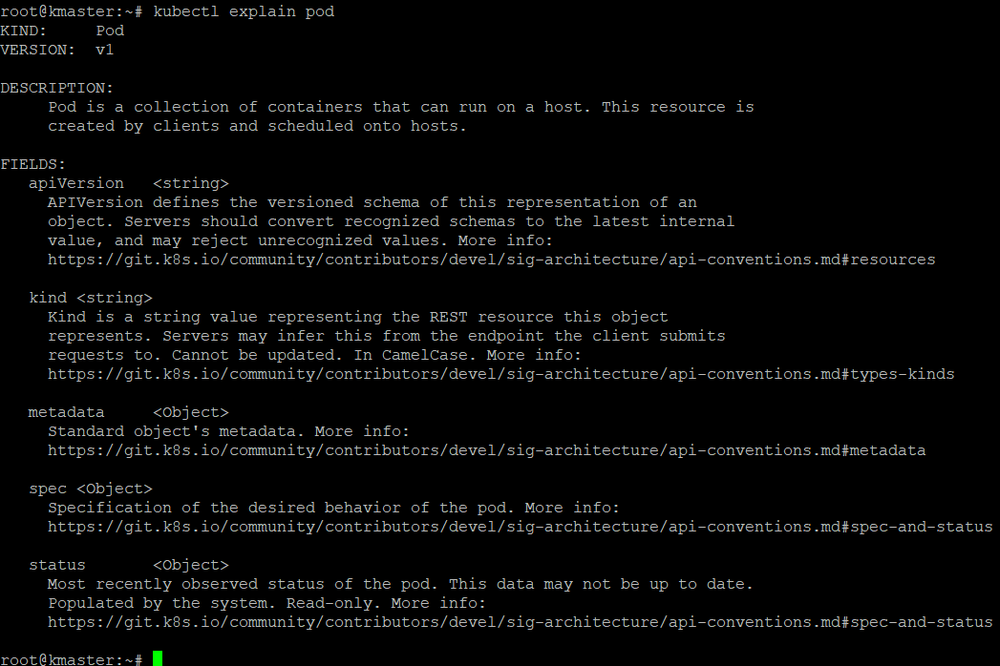 root@kmaster:~# kubectl explain pod
KIND:     Pod
VERSION:  v1

DESCRIPTION:
     Pod is a collection of containers that can run on a host. This resource is
     created by clients and scheduled onto hosts.

FIELDS:
   apiVersion   <string>
     APIVersion defines the versioned schema of this representation of an
     object. Servers should convert recognized schemas to the latest internal
     value, and may reject unrecognized values. More info:
     https://git.k8s.io/community/contributors/devel/sig-architecture/api-conventions.md#resources

   kind <string>
     Kind is a string value representing the REST resource this object
     represents. Servers may infer this from the endpoint the client submits
     requests to. Cannot be updated. In CamelCase. More info:
     https://git.k8s.io/community/contributors/devel/sig-architecture/api-conventions.md#types-kinds

   metadata     <Object>
     Standard object's metadata. More info:
     https://git.k8s.io/community/contributors/devel/sig-architecture/api-conventions.md#metadata

   spec <Object>
     Specification of the desired behavior of the pod. More info:
     https://git.k8s.io/community/contributors/devel/sig-architecture/api-conventions.md#spec-and-status

   status       <Object>
     Most recently observed status of the pod. This data may not be up to date.
     Populated by the system. Read-only. More info:
     https://git.k8s.io/community/contributors/devel/sig-architecture/api-conventions.md#spec-and-status

root@kmaster:~#